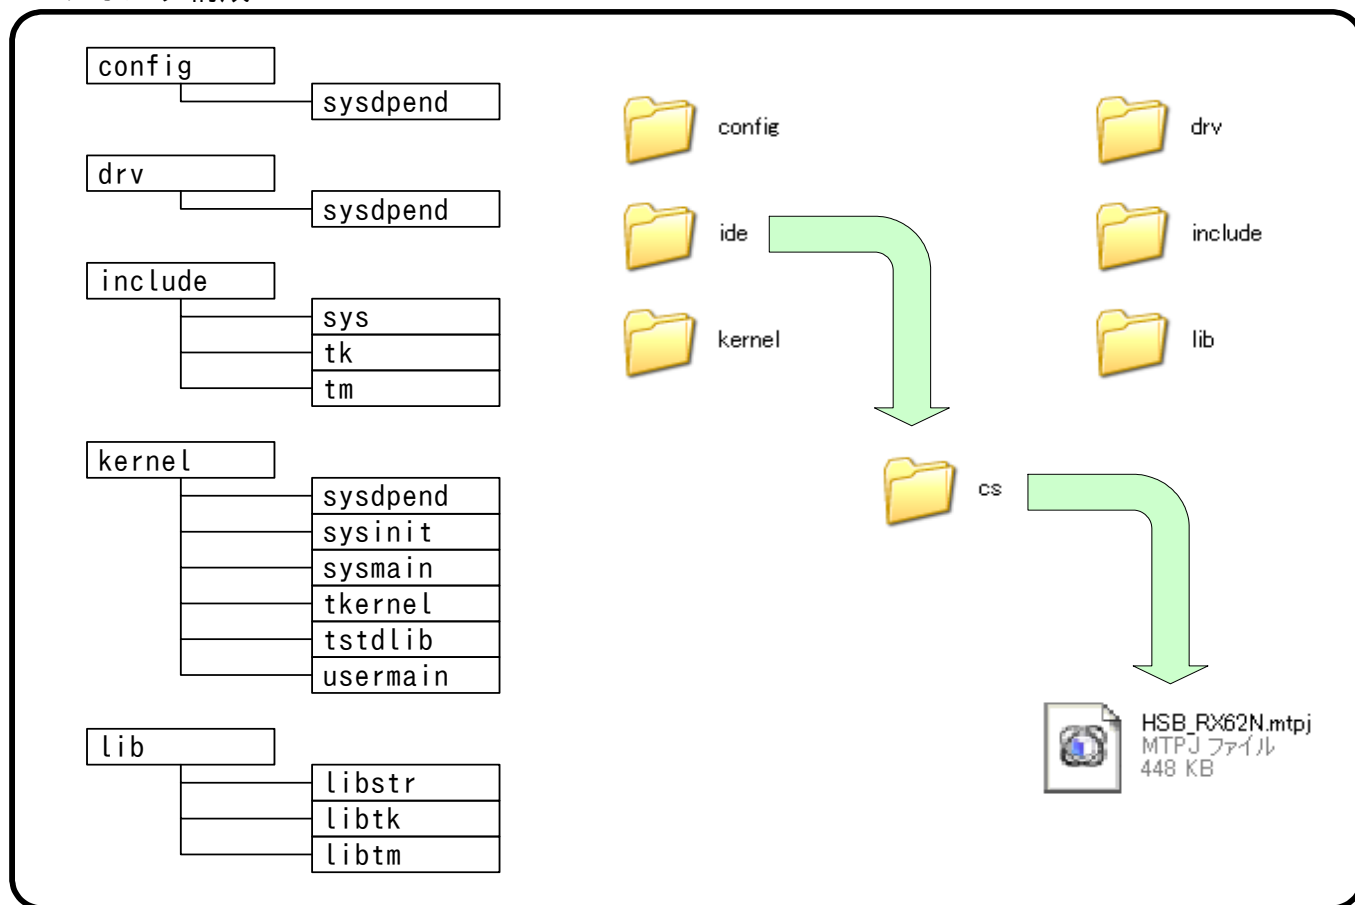 config
sysdpend
drv
sysdpend
include
sys
tk
tm
kernel
sysdpend
sysinit
sysmain
tkernel
tstdlib
usermain
lib
libstr
libtk
libtm
config
drv
ide
include
kernel
lib
cs
HSB_RX62N.mtpj
MTPJ ファイル
448 KB